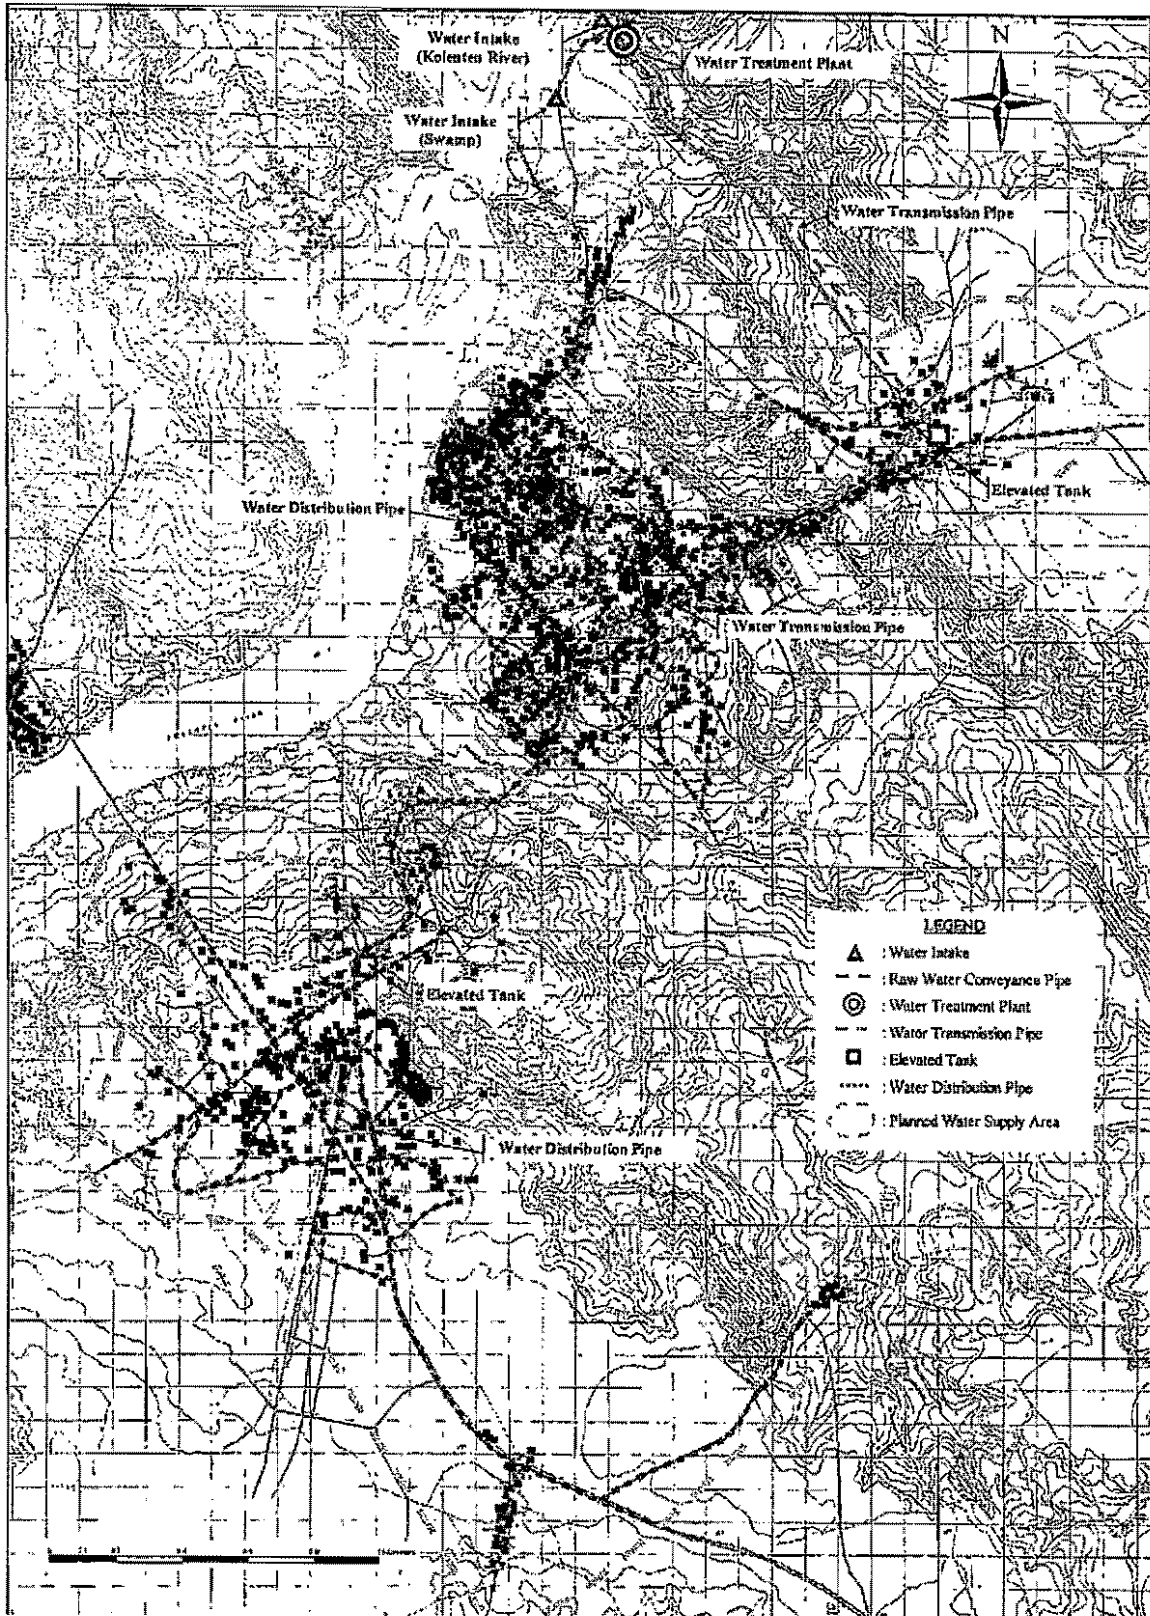 Water Intake
(Kolenten River)
Water Treatment Plant
N
Water Intake
(Swamp)
Water Transmission Pipe
Elevated Tank
Water Distribution Pipe
Water Transmission Pipe
LEGEND
: Water Intake
: Raw Water Conveyance Pipe
: Water Treatment Plant
: Water Transmission Pipe
: Elevated Tank
: Water Distribution Pipe
: Planned Water Supply Area
Elevated Tank
Water Distribution Pipe